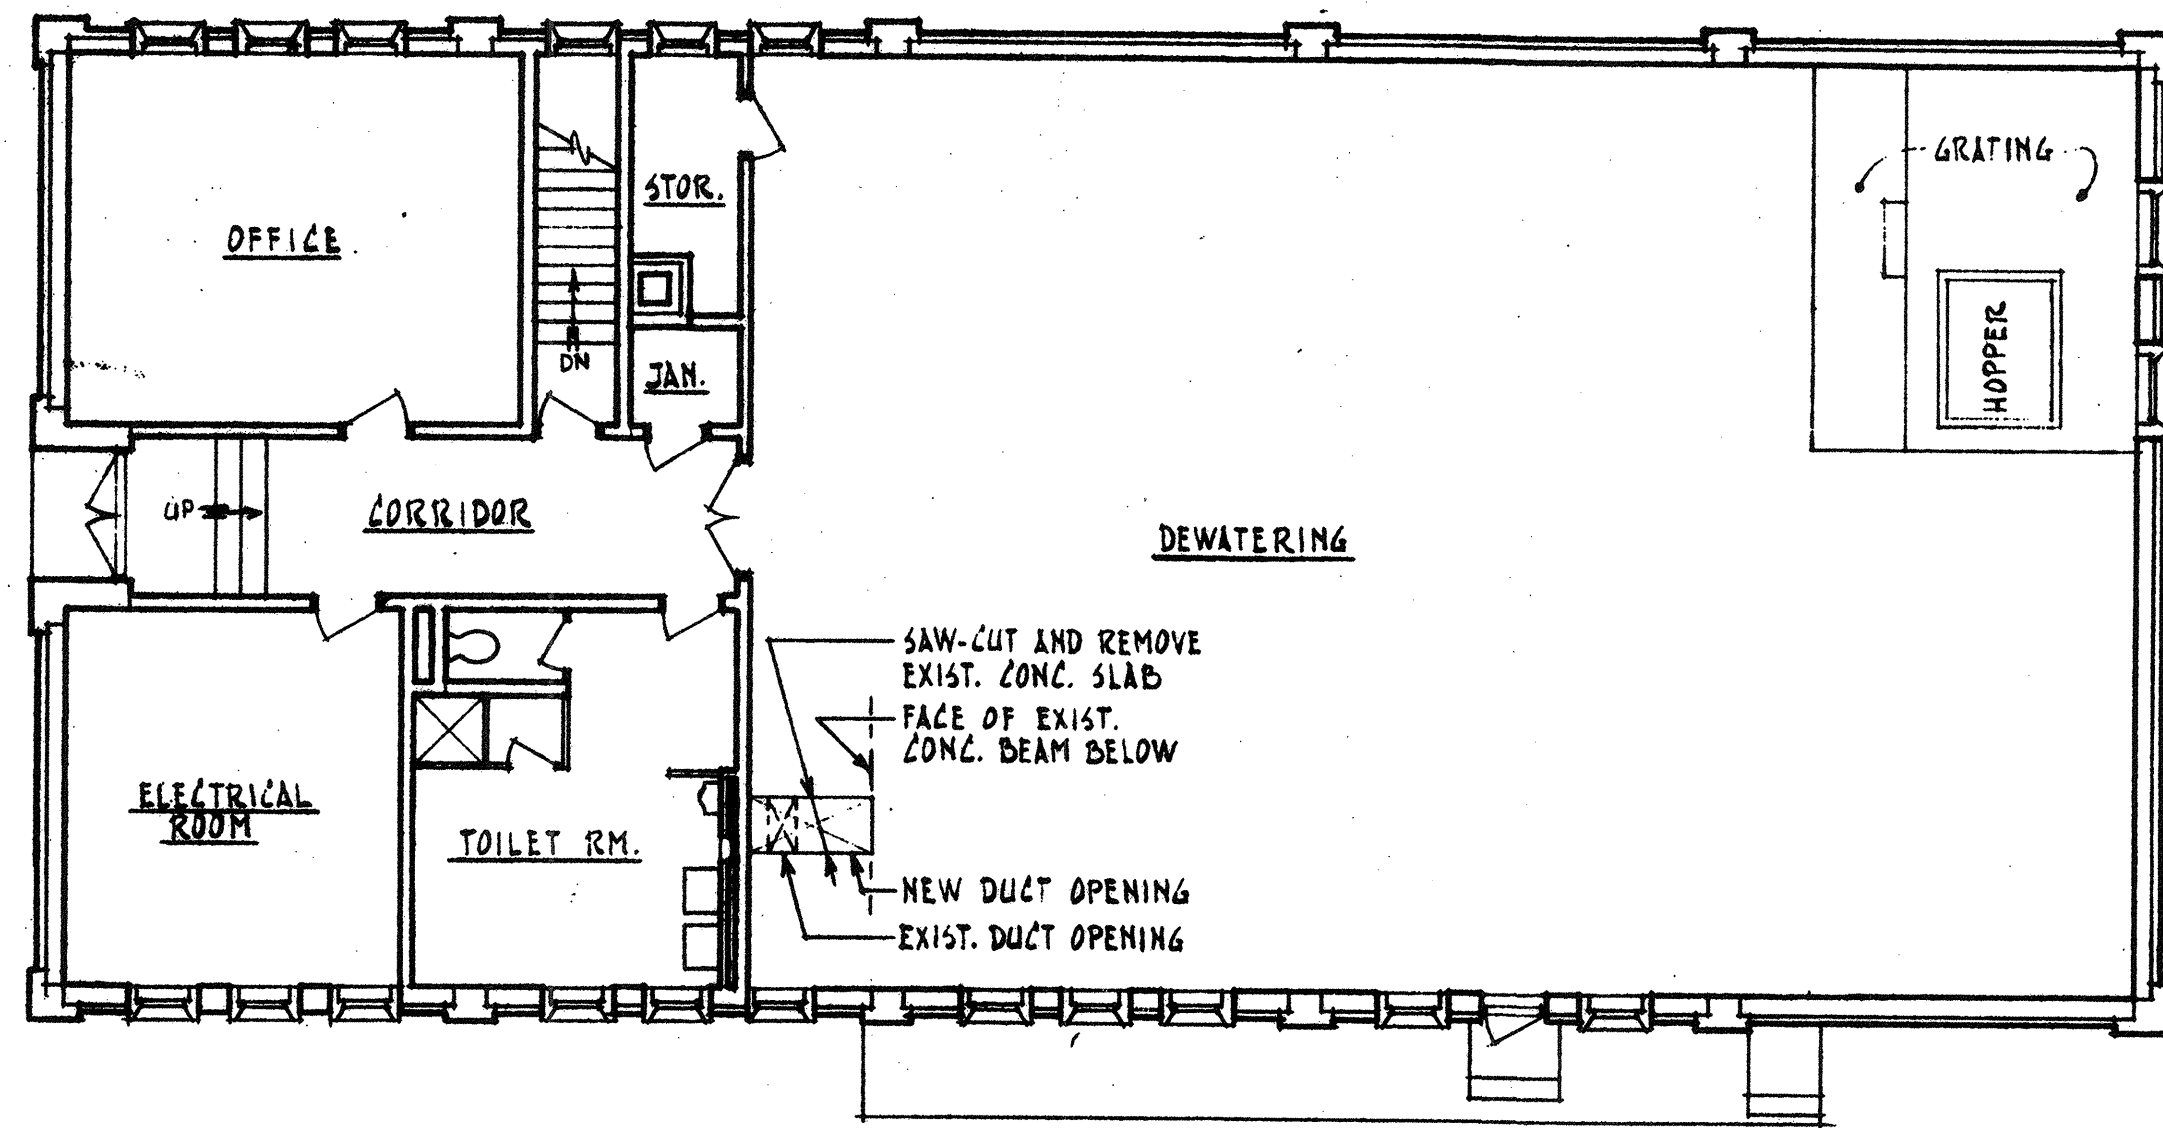 GRATING
STOR.
OFFICE
HOPPER
DN
JAN.
UP
CORRIDOR
DEWATERING
SAW-CUT AND REMOVE
EXIST. CONC. SLAB
FACE OF EXIST.
CONC. BEAM BELOW
ELECTRICAL
ROOM
TOILET RM.
NEW DUCT OPENING
EXIST. DUCT OPENING